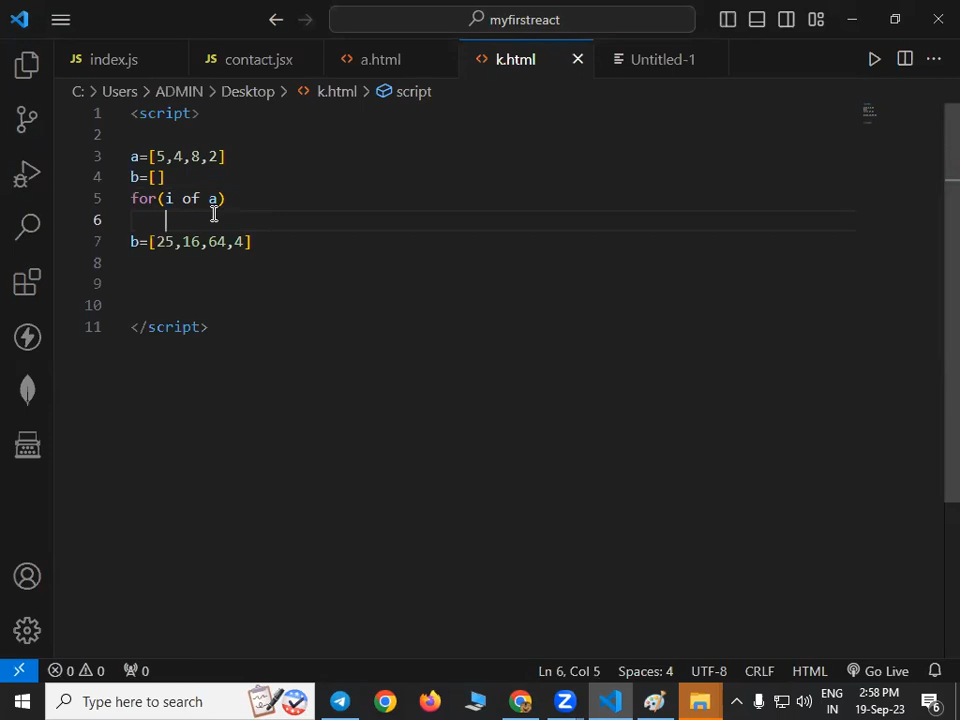 myfirstreact
JS index.js
JS contact.jsx
<> a.html
<> k.html
Untitled-1
C: > Users > ADMIN > Desktop > <> k.html > script
1 <script>
2
3 a=[5,4,8,2]
4 b=[]
5 for(i of a)
6
7 b=[25,16,64,4]
8
9
10
11 </script>
0 0 0
Ln 6, Col 5
Spaces: 4
UTF-8
CRLF
HTML
Go Live
Type here to search
ENG
IN
2:58 PM
19-Sep-23
6